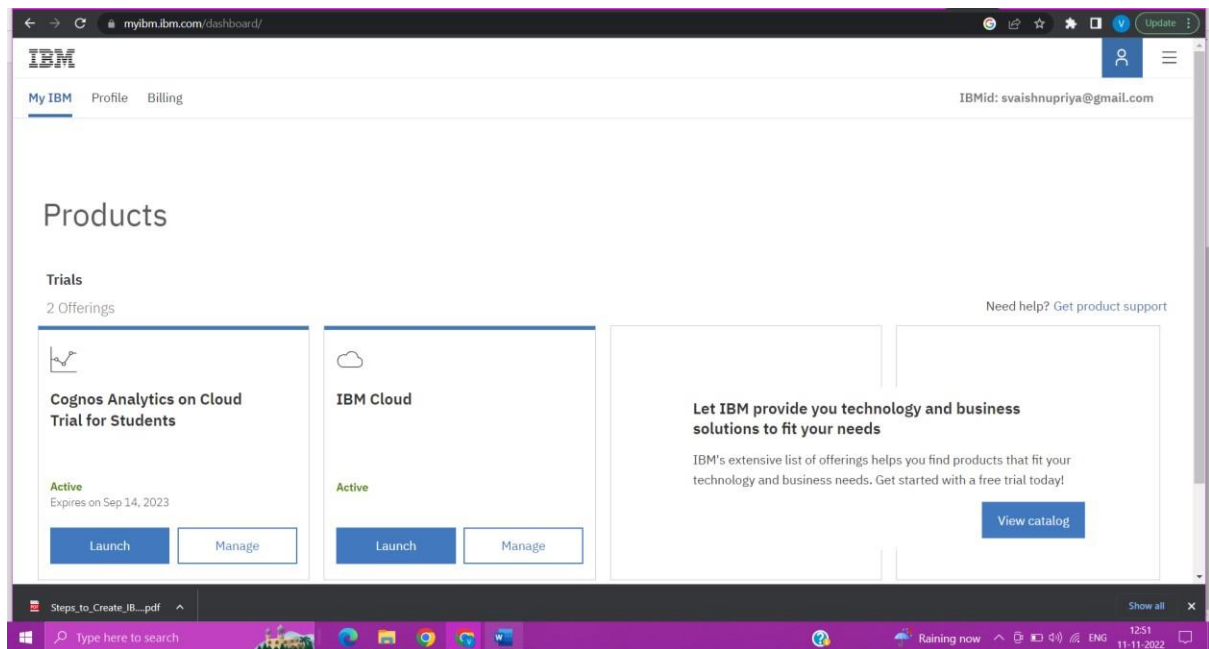 myibm.ibm.com/dashboard/
Update
IBM
My IBM Profile Billing
IBMid: svaishnupriya@gmail.com
Products
Trials
2 Offerings
Need help? Get product support
Cognos Analytics on Cloud
Trial for Students
Active
Expires on Sep 14, 2023
Launch Manage
IBM Cloud
Active
Launch Manage
Let IBM provide you technology and business
solutions to fit your needs
IBM's extensive list of offerings helps you find products that fit your
technology and business needs. Get started with a free trial today!
View catalog
Steps_to_Create_IB....pdf
Show all
Type here to search
Raining now
ENG
12:51
11-11-2022